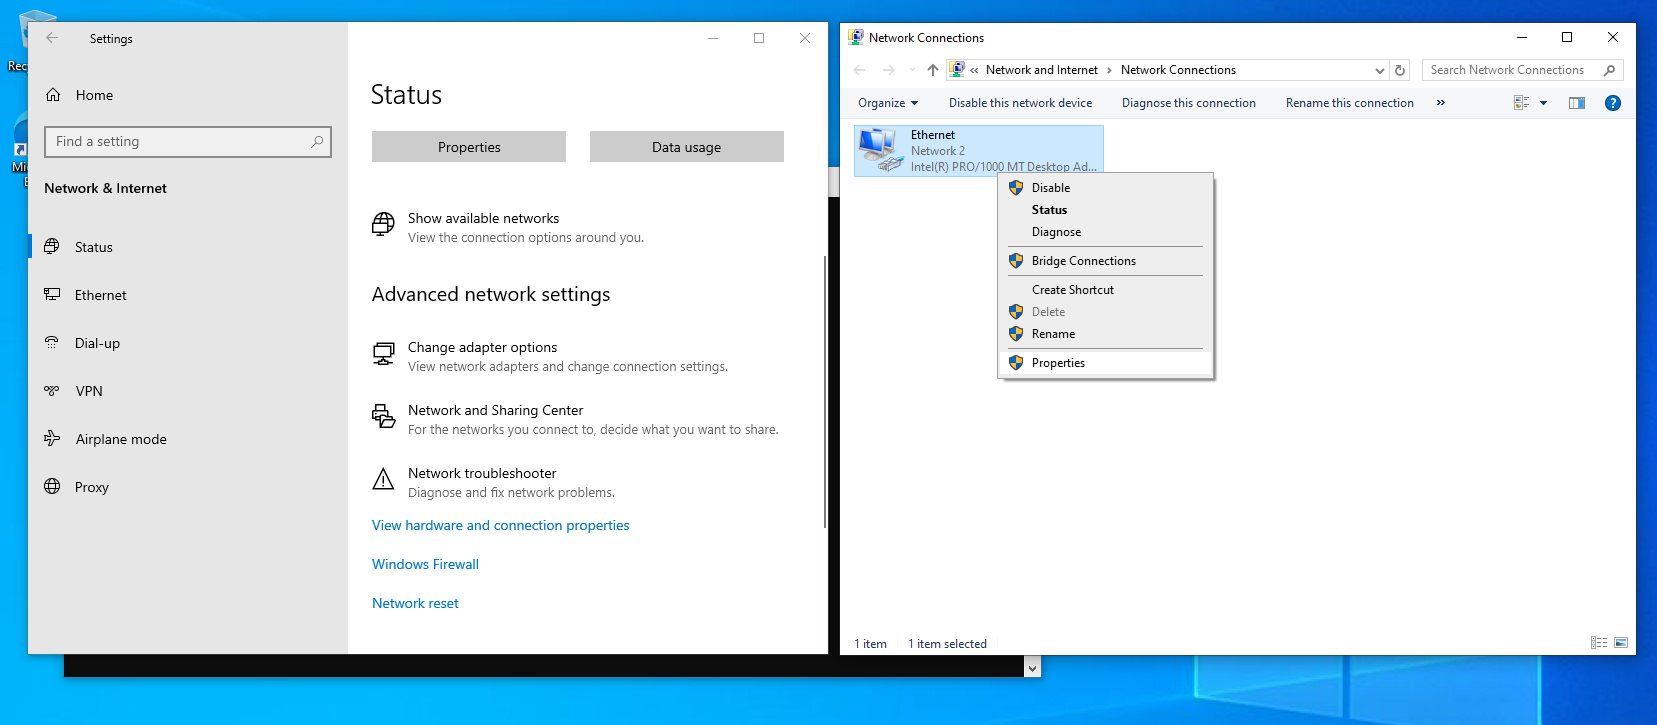 Settings
Home
Find a setting
Network & Internet
Status
Ethernet
Dial-up
VPN
Airplane mode
Proxy
Status
Properties
Data usage
Show available networks
View the connection options around you.
Advanced network settings
Change adapter options
View network adapters and change connection settings.
Network and Sharing Center
For the networks you connect to, decide what you want to share.
Network troubleshooter
Diagnose and fix network problems.
View hardware and connection properties
Windows Firewall
Network reset
Network Connections
« Network and Internet › Network Connections
Search Network Connections
Organize
Disable this network device
Diagnose this connection
Rename this connection
»
Ethernet
Network 2
Intel(R) PRO/1000 MT Desktop Ad...
Disable
Status
Diagnose
Bridge Connections
Create Shortcut
Delete
Rename
Properties
1 item
1 item selected